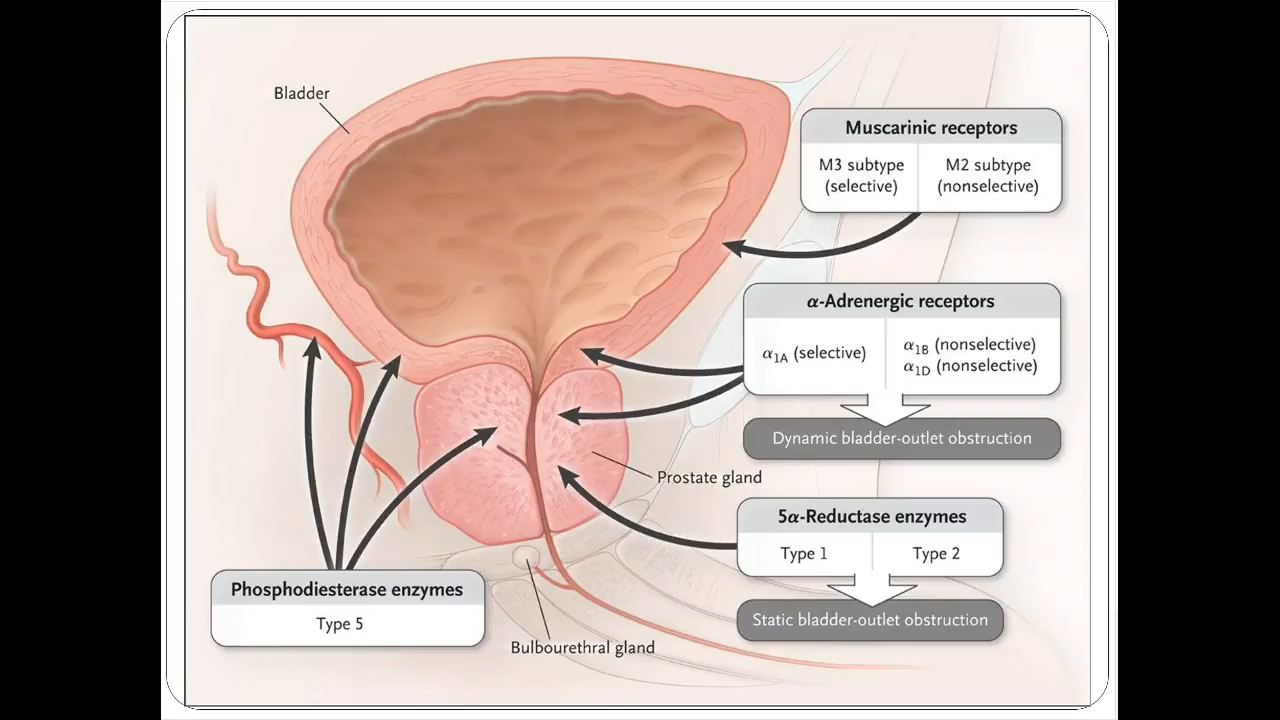 Bladder
Muscarinic receptors
M3 subtype
(selective)
M2 subtype
(nonselective)
α-Adrenergic receptors
α1A (selective)
α1B (nonselective)
α1D (nonselective)
Dynamic bladder-outlet obstruction
Prostate gland
5α-Reductase enzymes
Type 1
Type 2
Static bladder-outlet obstruction
Phosphodiesterase enzymes
Type 5
Bulbourethral gland